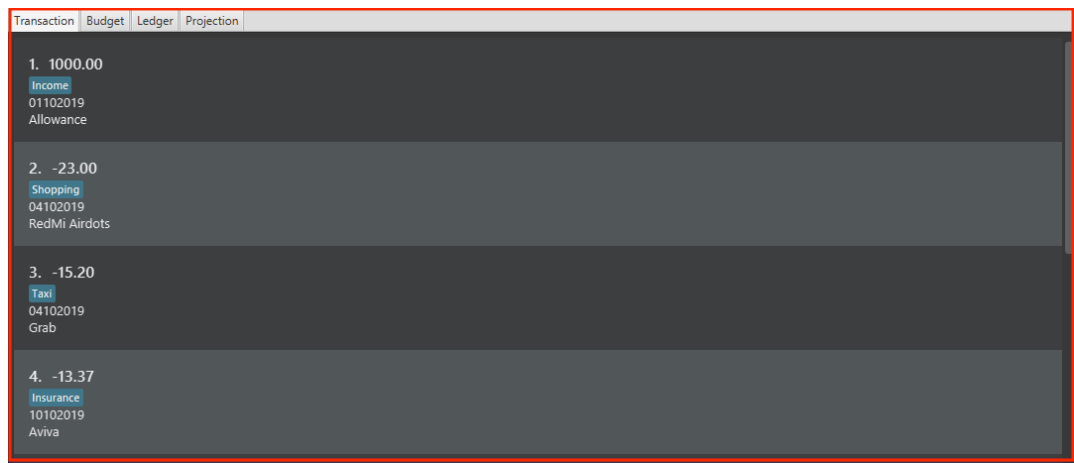 Transaction Budget Ledger Projection
1. 1000.00
Income
01102019
Allowance
2. -23.00
Shopping
04102019
RedMi Airdots
3. -15.20
Taxi
04102019
Grab
4. -13.37
Insurance
10102019
Aviva